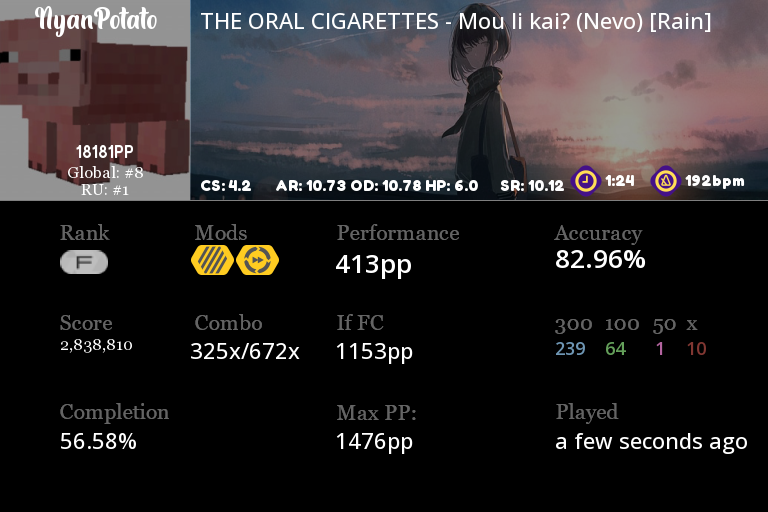 NyanPotato
THE ORAL CIGARETTES - Mou Ii kai? (Nevo) [Rain]
18181PP
Global: #8
RU: #1
CS: 4.2 AR: 10.73 OD: 10.78 HP: 6.0 SR: 10.12 1:24 192bpm
Rank Mods Performance Accuracy
F 413pp 82.96%
Score Combo If FC 300 100 50 x
2,838,810 325x/672x 1153pp 239 64 1 10
Completion Max PP: Played
56.58% 1476pp a few seconds ago